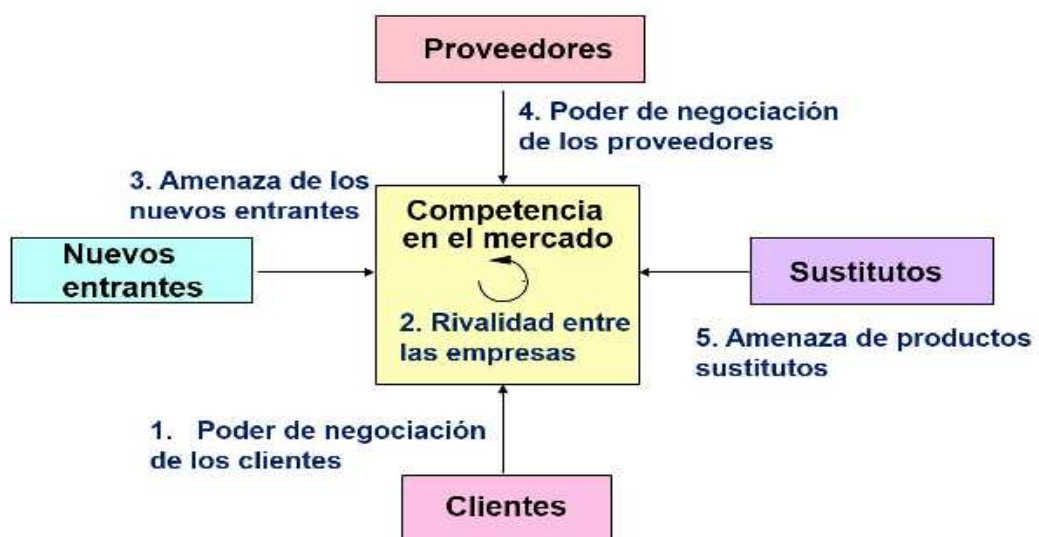 Proveedores
4. Poder de negociación
de los proveedores
3. Amenaza de los
nuevos entrantes
Competencia
en el mercado
Nuevos
entrantes
Sustitutos
2. Rivalidad entre
las empresas
5. Amenaza de productos
sustitutos
1. Poder de negociación
de los clientes
Clientes